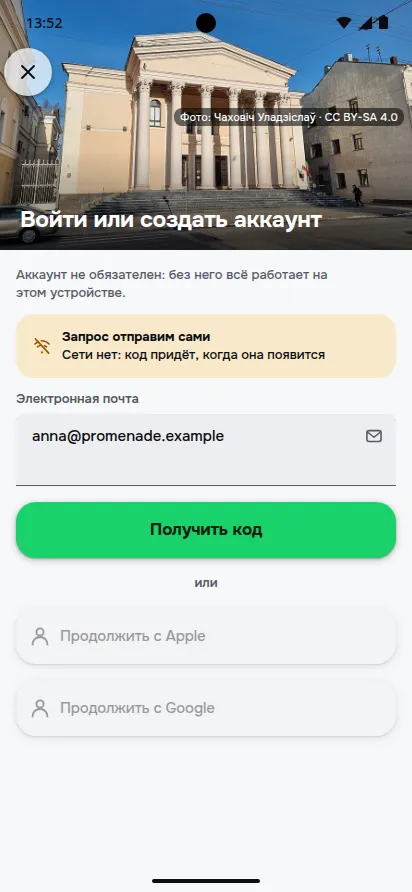 13:52
Фото: Чаховіч Уладзіслаў · CC BY-SA 4.0
Войти или создать аккаунт
Аккаунт не обязателен: без него всё работает на
этом устройстве.
Запрос отправим сами
Сети нет: код придёт, когда она появится
Электронная почта
anna@promenade.example
Получить код
или
Продолжить с Apple
Продолжить с Google